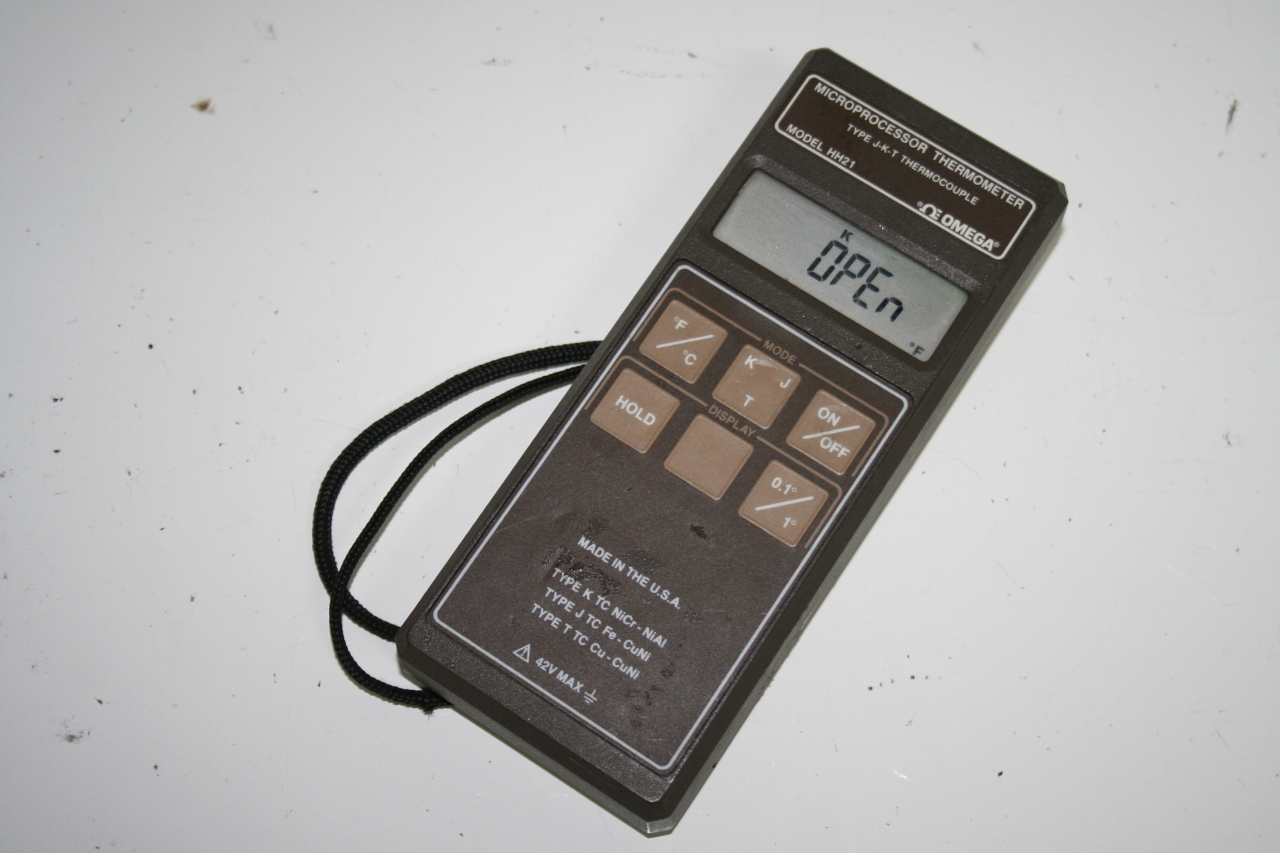 MICROPROCESSOR THERMOMETER
TYPE J-K-T THERMOCOUPLE
MODEL HH21
ΩE OMEGA®
K
OPEn
°F
MODE
°F/°C
K J T
ON/OFF
DISPLAY
HOLD
0.1°/1°
MADE IN THE U.S.A.
TYPE K TC NiCr-NiAl
TYPE J TC Fe-CuNi
TYPE T TC Cu-CuNi
⚠ 42V MAX ⏚